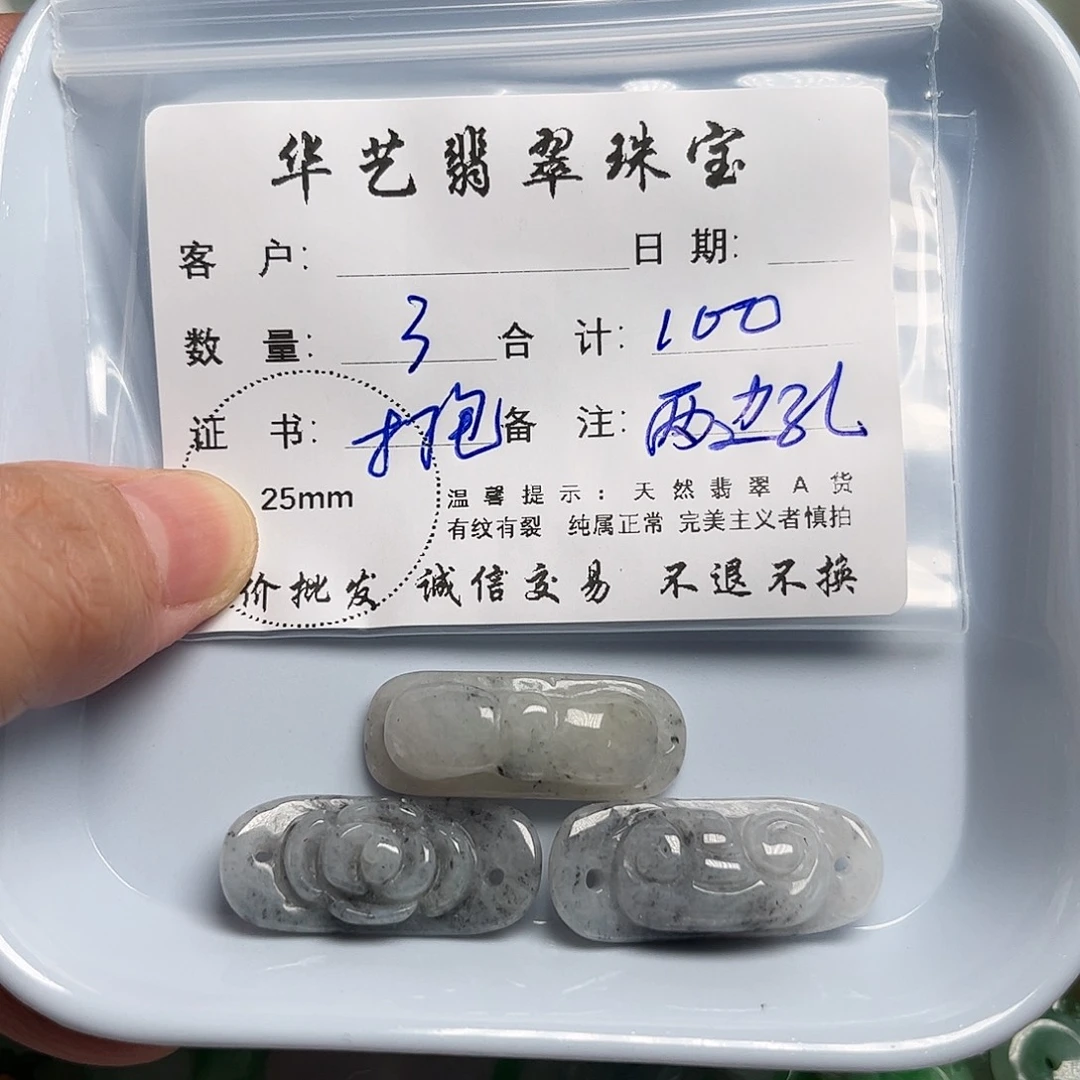 华艺翡翠珠宝
客 户: 日 期:
数 量: 3 合 计: 100
证 书: 打包 备 注: 两边孔
25mm
温馨提示:天然翡翠A货
有纹有裂 纯属正常 完美主义者慎拍
价批发 诚信交易 不退不换